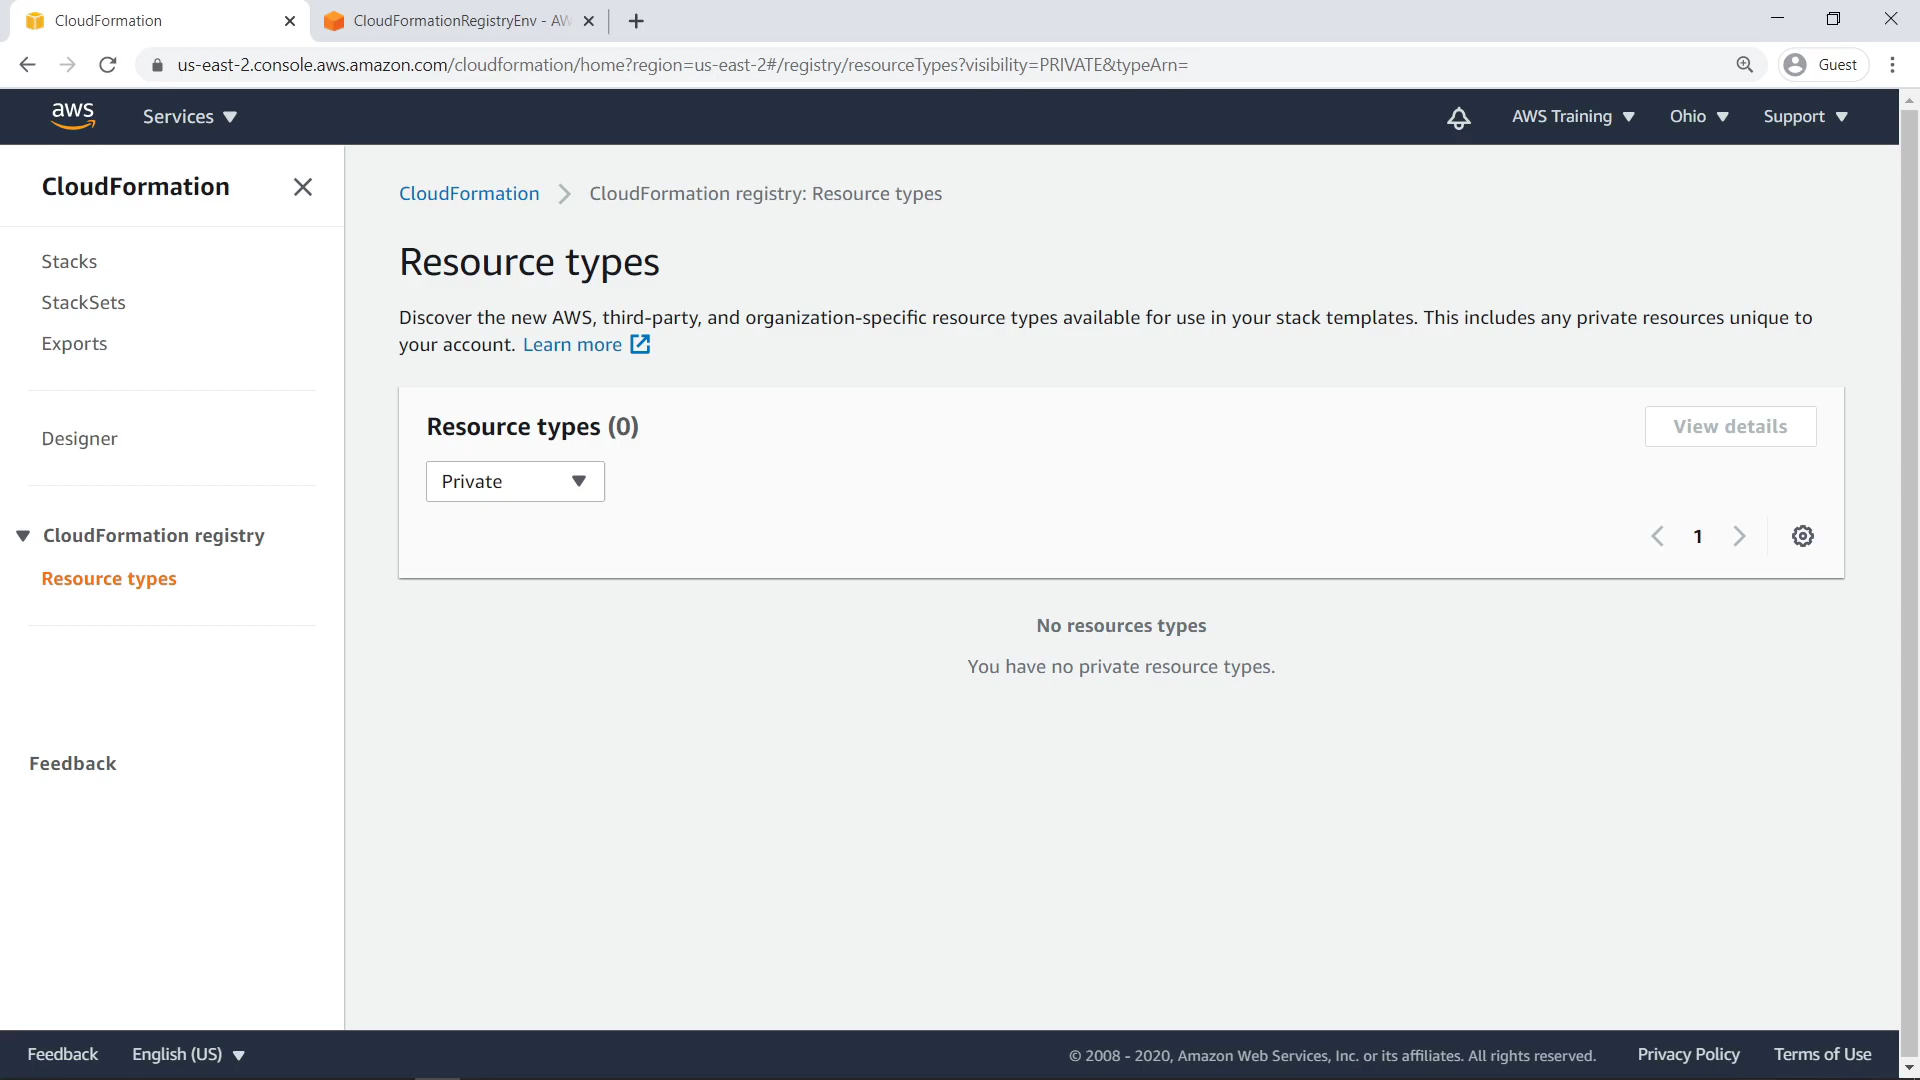 CloudFormation
CloudFormationRegistryEnv - AW
us-east-2.console.aws.amazon.com/cloudformation/home?region=us-east-2#/registry/resourceTypes?visibility=PRIVATE&typeArn=
Guest
aws
Services
AWS Training
Ohio
Support
CloudFormation
Stacks
StackSets
Exports
Designer
CloudFormation registry
Resource types
Feedback
CloudFormation
CloudFormation registry: Resource types
Resource types
Discover the new AWS, third-party, and organization-specific resource types available for use in your stack templates. This includes any private resources unique to
your account. Learn more
Resource types (0)
View details
Private
1
No resources types
You have no private resource types.
Feedback
English (US)
© 2008 - 2020, Amazon Web Services, Inc. or its affiliates. All rights reserved.
Privacy Policy
Terms of Use